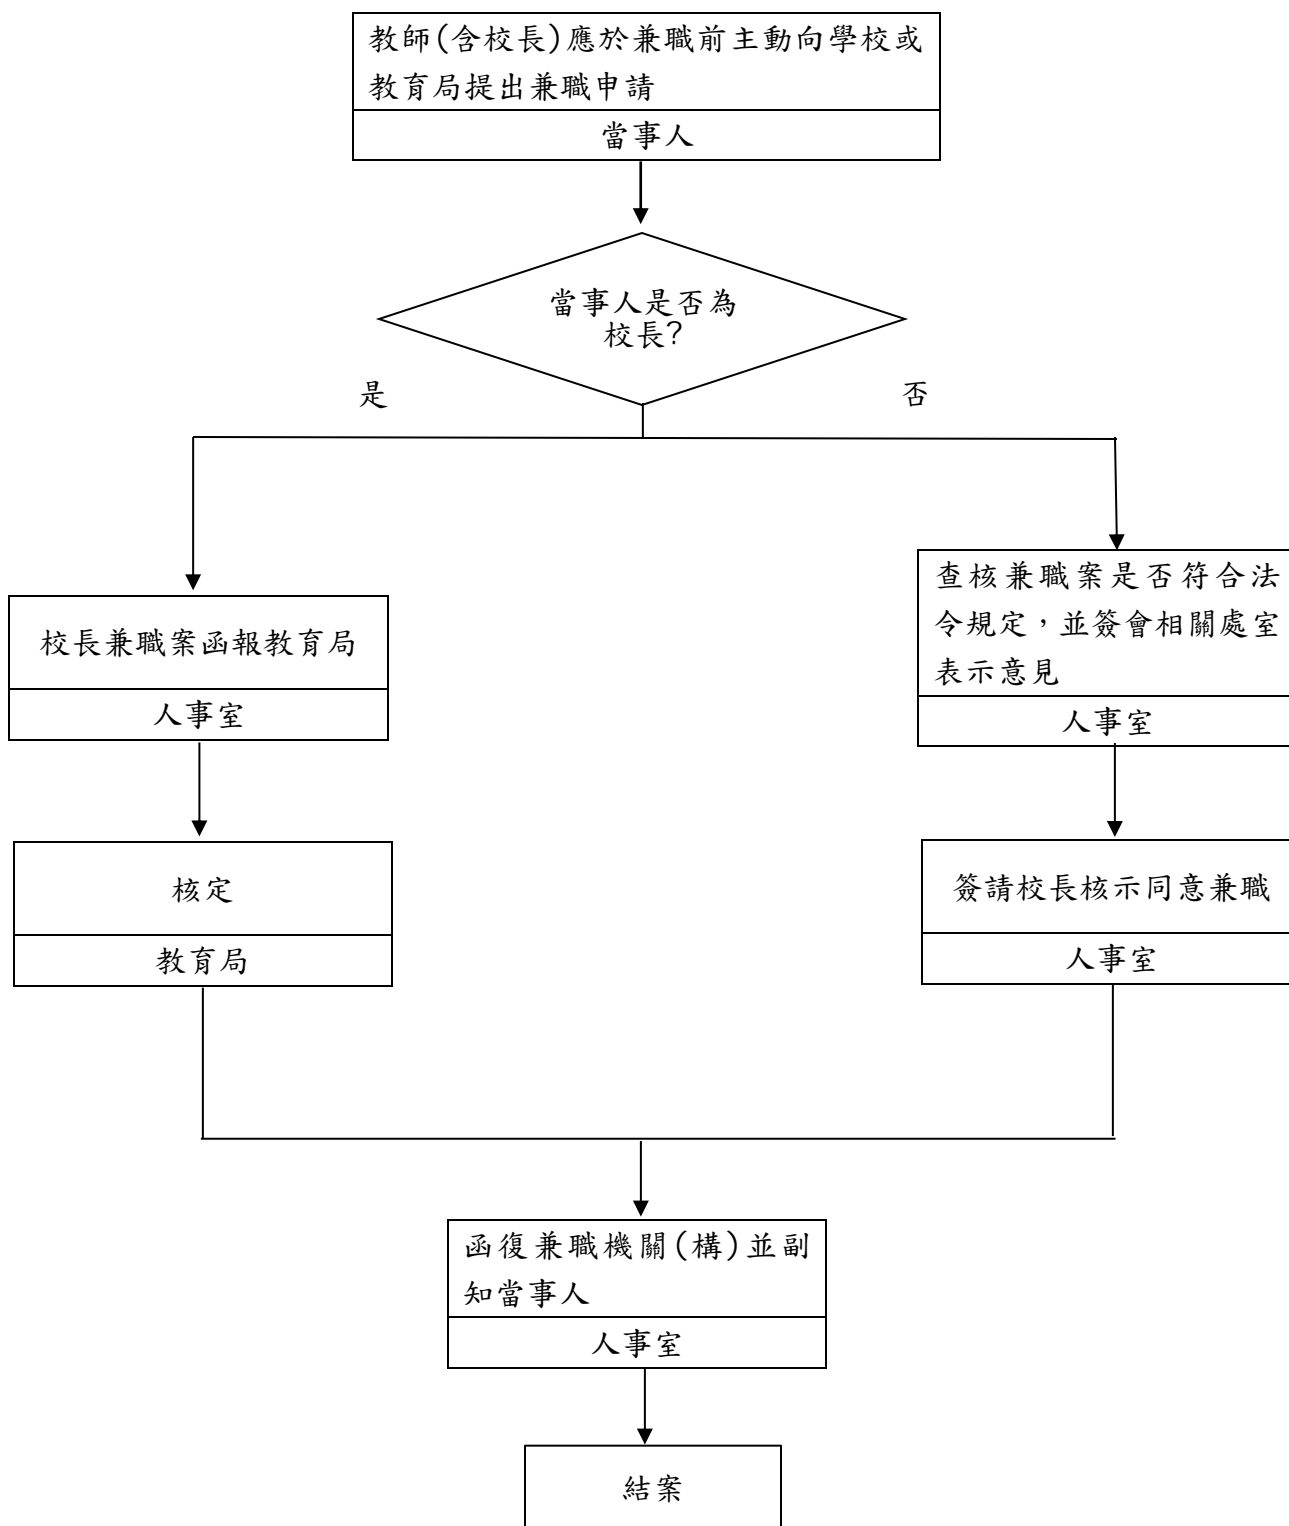 教師(含校長)應於兼職前主動向學校或
教育局提出兼職申請
當事人
當事人是否為
校長?
是
否
校長兼職案函報教育局
人事室
查核兼職案是否符合法
令規定，並簽會相關處室
表示意見
人事室
核定
教育局
簽請校長核示同意兼職
人事室
函復兼職機關(構)並副
知當事人
人事室
結案